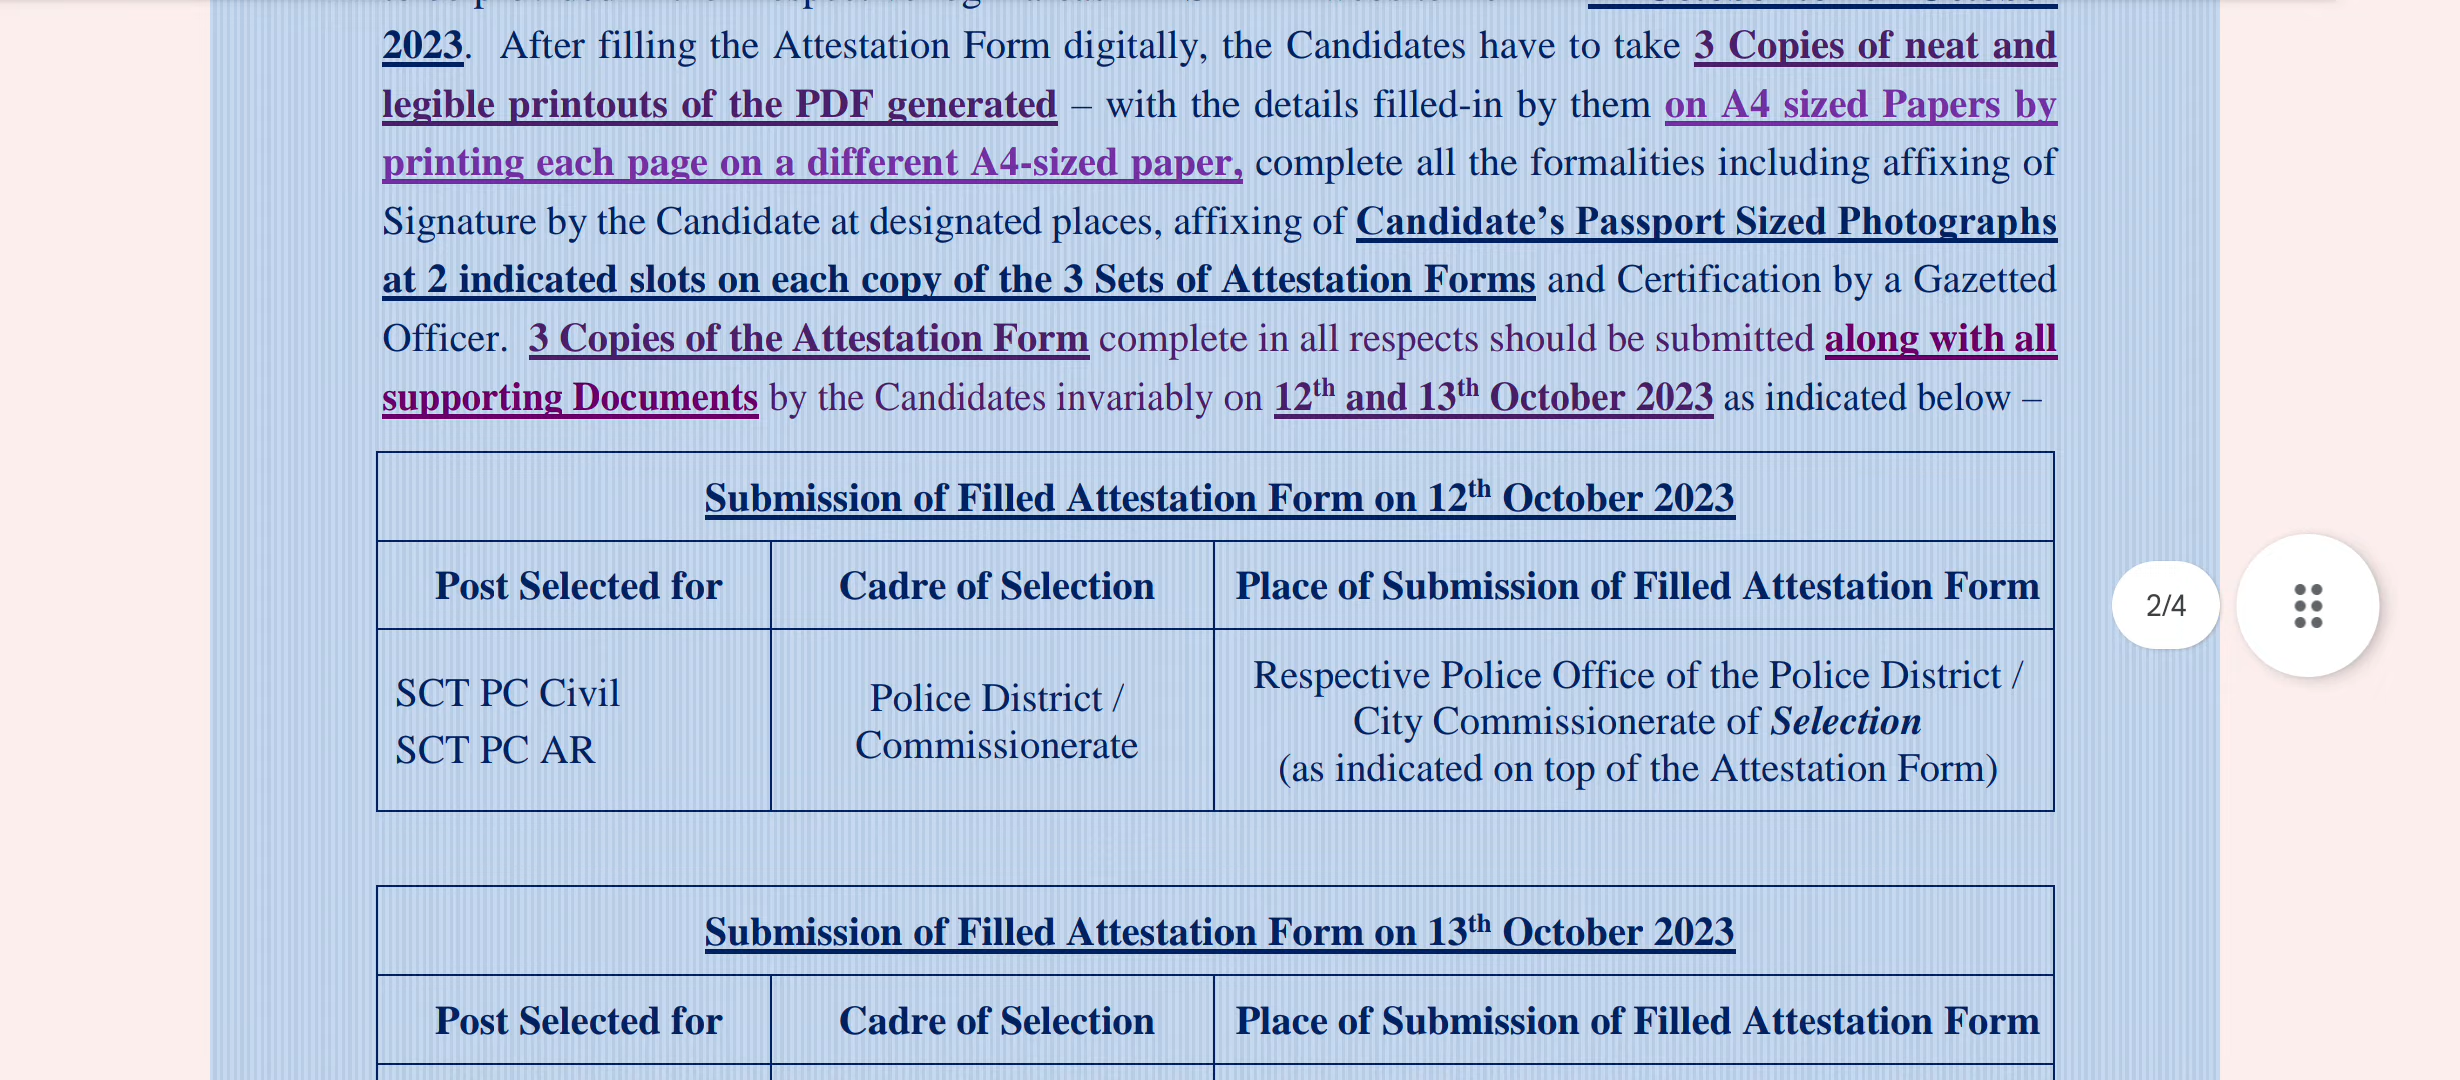 2023. After filling the Attestation Form digitally, the Candidates have to take 3 Copies of neat and
legible printouts of the PDF generated – with the details filled-in by them on A4 sized Papers by
printing each page on a different A4-sized paper, complete all the formalities including affixing of
Signature by the Candidate at designated places, affixing of Candidate’s Passport Sized Photographs
at 2 indicated slots on each copy of the 3 Sets of Attestation Forms and Certification by a Gazetted
Officer. 3 Copies of the Attestation Form complete in all respects should be submitted along with all
supporting Documents by the Candidates invariably on 12th and 13th October 2023 as indicated below –
Submission of Filled Attestation Form on 12th October 2023
Post Selected for Cadre of Selection Place of Submission of Filled Attestation Form
SCT PC Civil
SCT PC AR
Police District /
Commissionerate
Respective Police Office of the Police District /
City Commissionerate of Selection
(as indicated on top of the Attestation Form)
2/4
Submission of Filled Attestation Form on 13th October 2023
Post Selected for Cadre of Selection Place of Submission of Filled Attestation Form